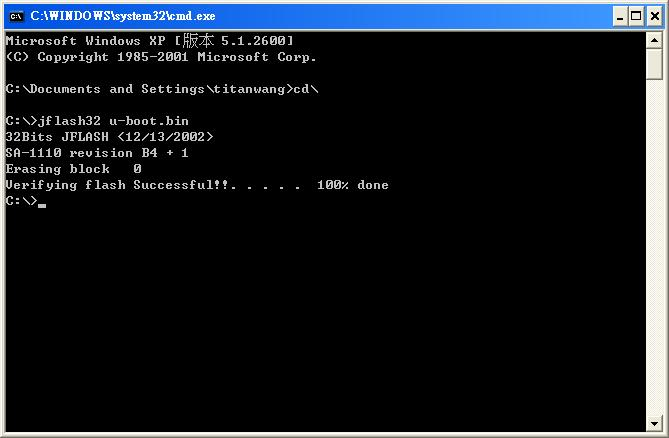 C:\WINDOWS\system32\cmd.exe
Microsoft Windows XP [版本 5.1.2600]
(C) Copyright 1985-2001 Microsoft Corp.
C:\Documents and Settings\titanwang>cd\
C:\>jflash32 u-boot.bin
32Bits JFLASH <12/13/2002>
SA-1110 revision B4 + 1
Erasing block   0
Verifying flash Successful!!. . . . .  100% done
C:\>